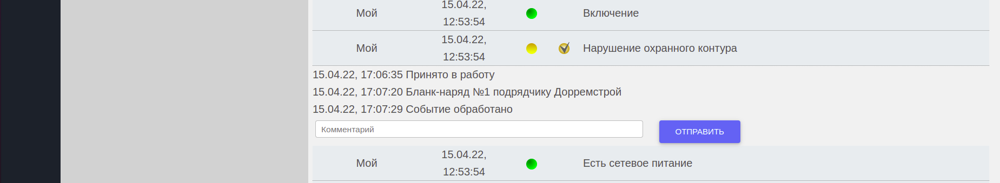 Мой 15.04.22, Включение
12:53:54
Мой 15.04.22, Нарушение охранного контура
12:53:54
15.04.22, 17:06:35 Принято в работу
15.04.22, 17:07:20 Бланк-наряд №1 подрядчику Дорремстрой
15.04.22, 17:07:29 Событие обработано
Комментарий ОТПРАВИТЬ
Мой 15.04.22, Есть сетевое питание
12:53:54